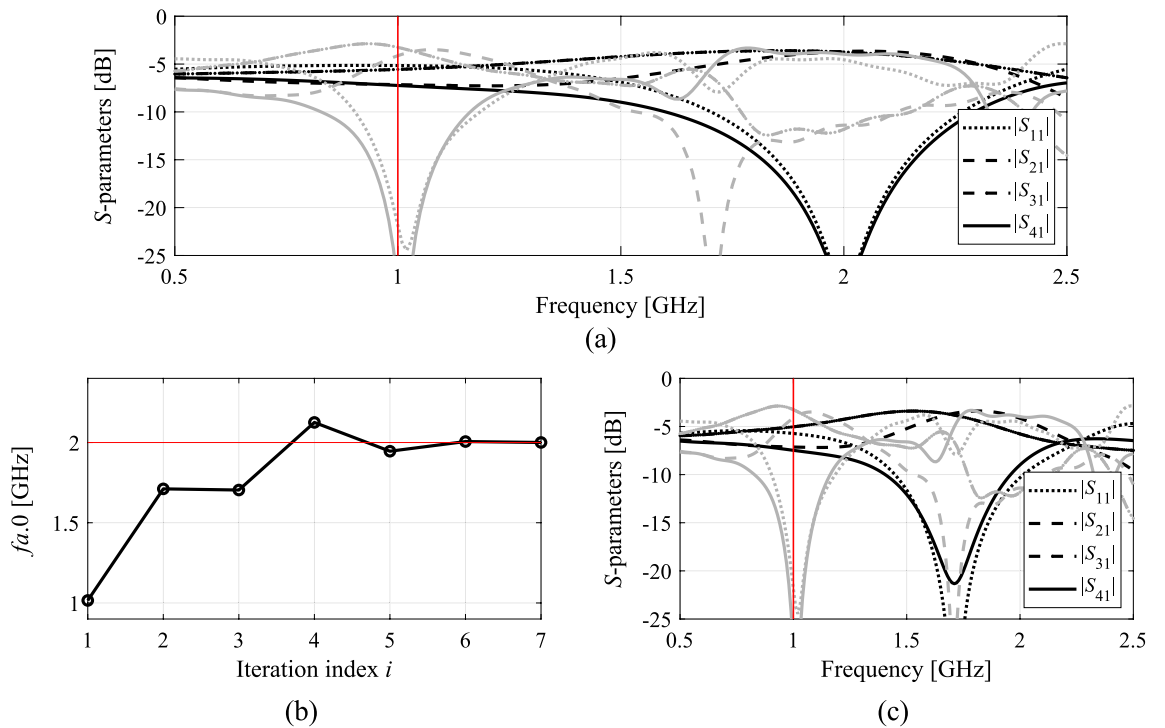 0
-5
-10
-15
-20
-25
S-parameters [dB]
0.5
1
1.5
2
2.5
Frequency [GHz]
|S11|
|S21|
|S31|
|S41|
(a)
2
1.5
1
fa.0 [GHz]
1
2
3
4
5
6
7
Iteration index i
(b)
0
-5
-10
-15
-20
-25
S-parameters [dB]
0.5
1
1.5
2
2.5
Frequency [GHz]
|S11|
|S21|
|S31|
|S41|
(c)